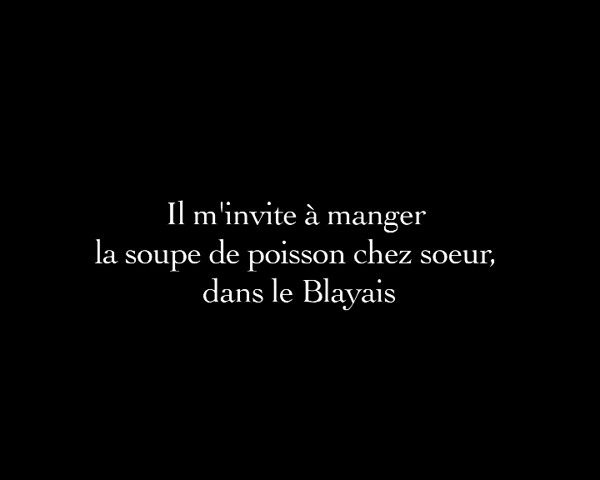 Il m'invite à manger
la soupe de poisson chez soeur,
dans le Blayais